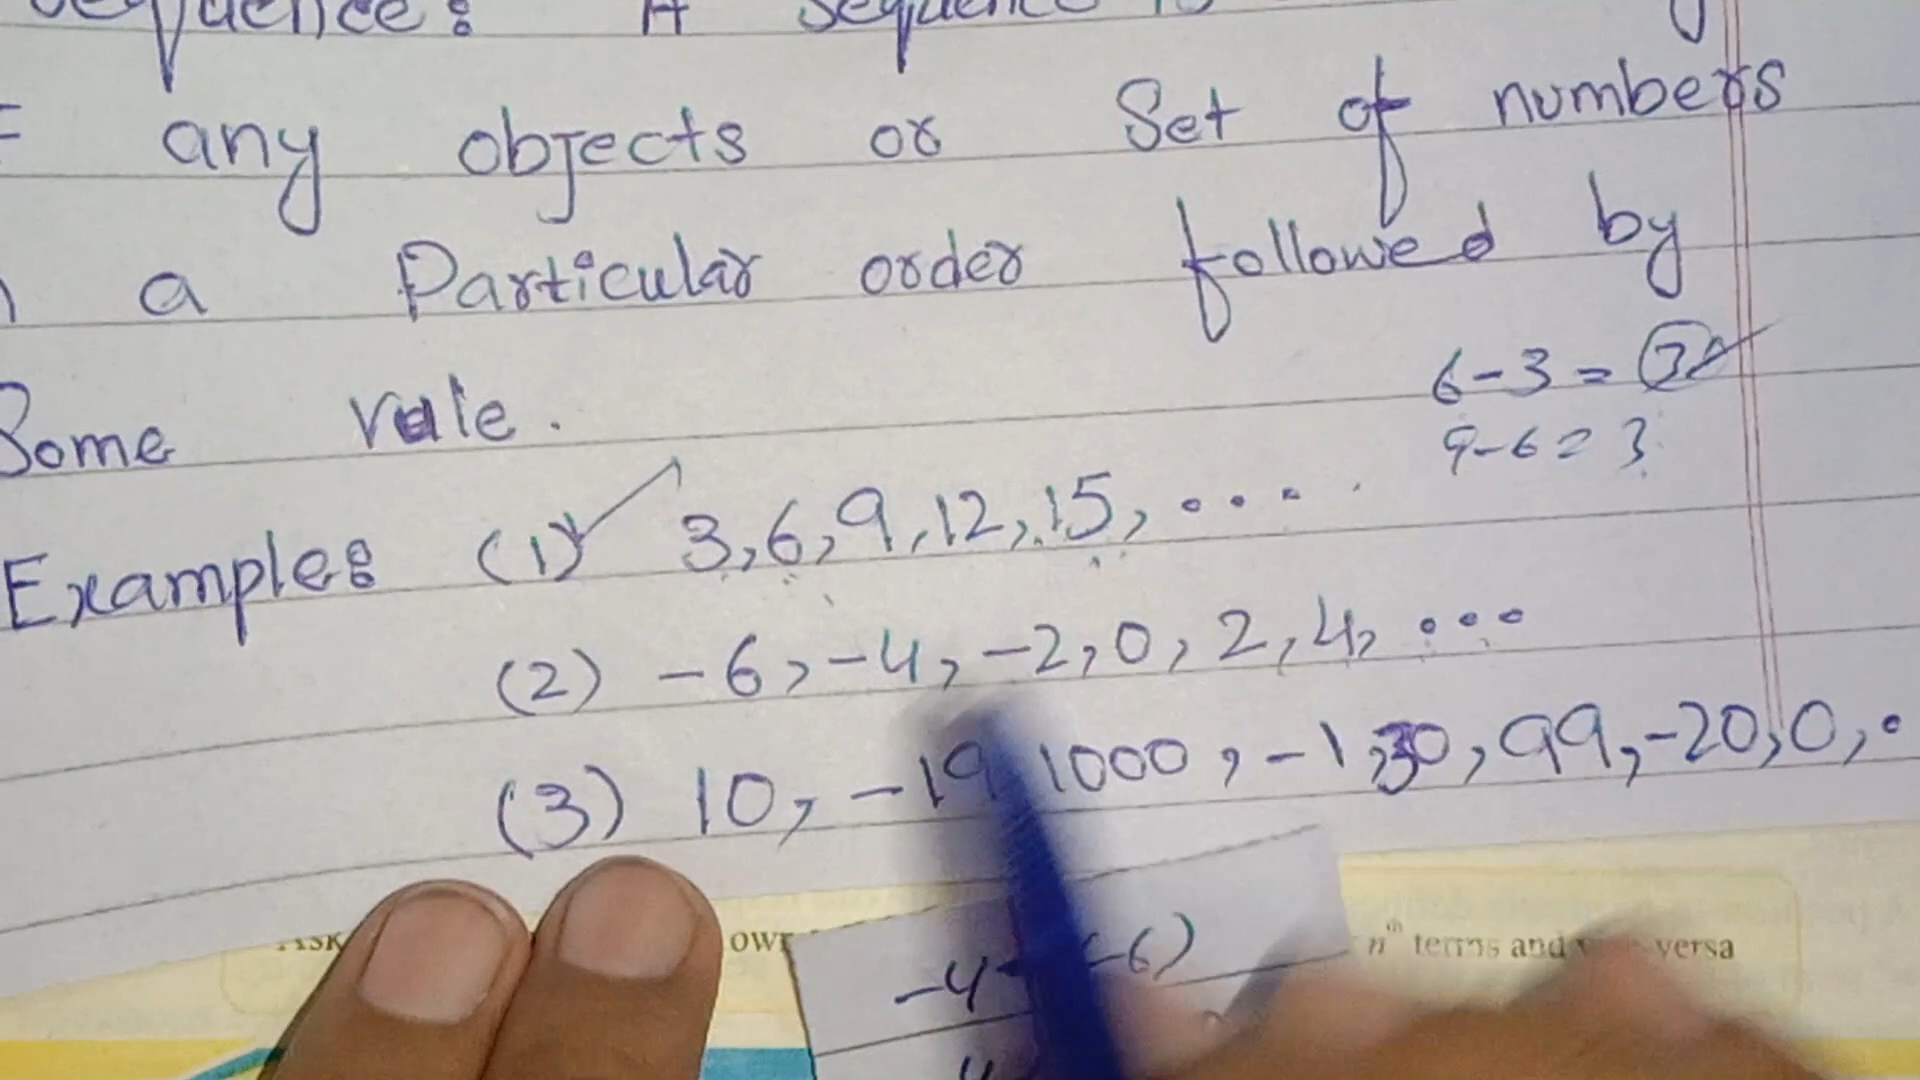 sequence: A sequence
any objects or Set of numbers
a Particular order followed by
Some rule.
6-3=3
9-6=3
Example: (1) 3,6,9,12,15,....
(2) -6,-4,-2,0,2,4,...
(3) 10,-19 1000,-1,30,99,-20,0,.
nth terms and versa
-4-(-6)